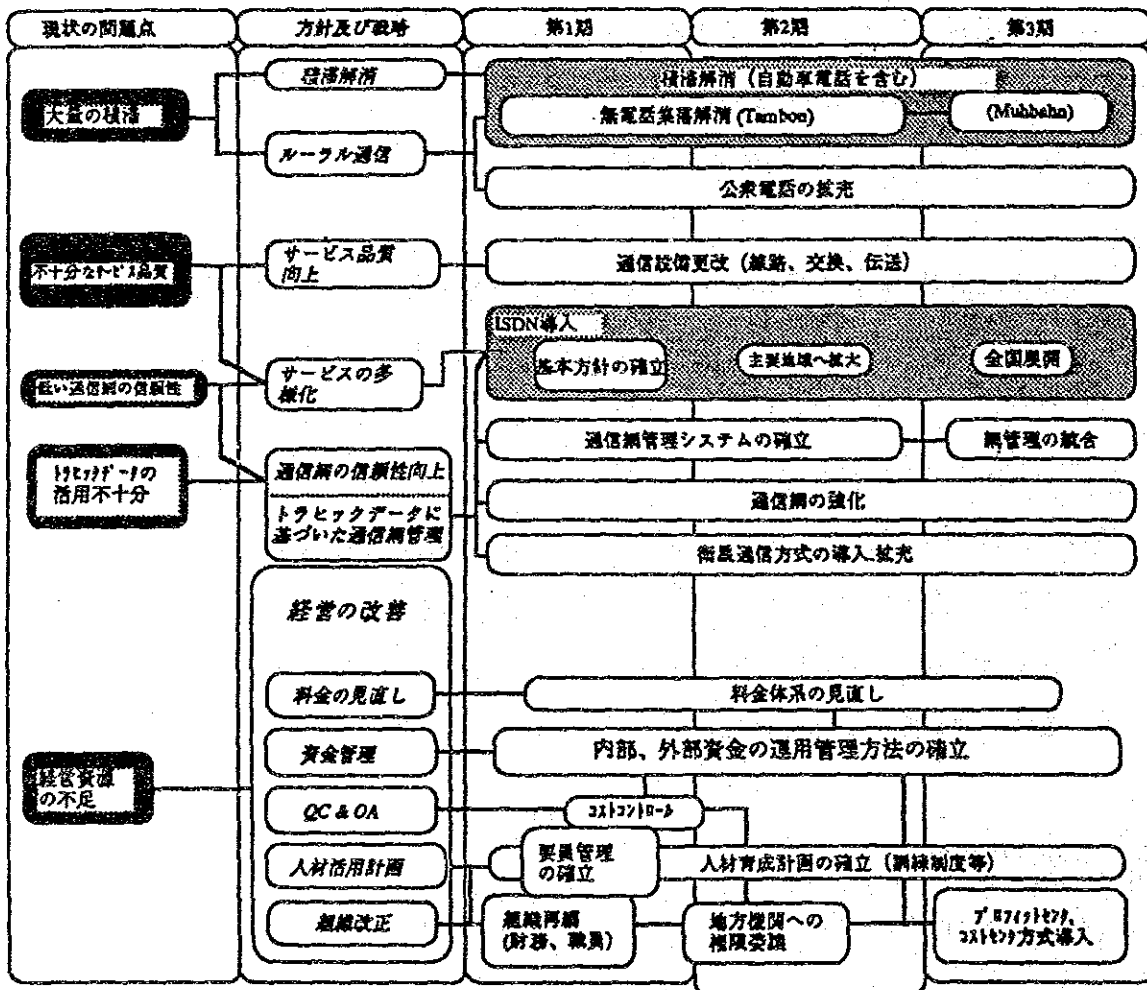 現状の問題点
方針及び戦略
第1期
第2期
第3期
大量の積滞
積滞解消
ルーラル通信
積滞解消（自動車電話を含む）
無電話集落解消 (Tambon)
(Muhbahn)
公衆電話の拡充
不十分なサービス品質
サービス品質
向上
通信設備更改（線路、交換、伝送）
ISDN導入
基本方針の確立
主要地域へ拡大
全国展開
低い通信網の信頼性
サービスの多
様化
通信網管理システムの確立
網管理の統合
トラヒックデータの
活用不十分
通信網の信頼性向上
トラヒックデータに
基づいた通信網管理
通信網の強化
衛星通信方式の導入拡充
経営の改善
料金の見直し
料金体系の見直し
資金管理
内部、外部資金の運用管理方法の確立
経営資源
の不足
QC & OA
コストコントロール
人材活用計画
要員管理
の確立
人材育成計画の確立（訓練制度等）
組織改正
組織再編
(財務、職員)
地方機関への
権限委譲
プロフィットセンタ、
コストセンタ方式導入